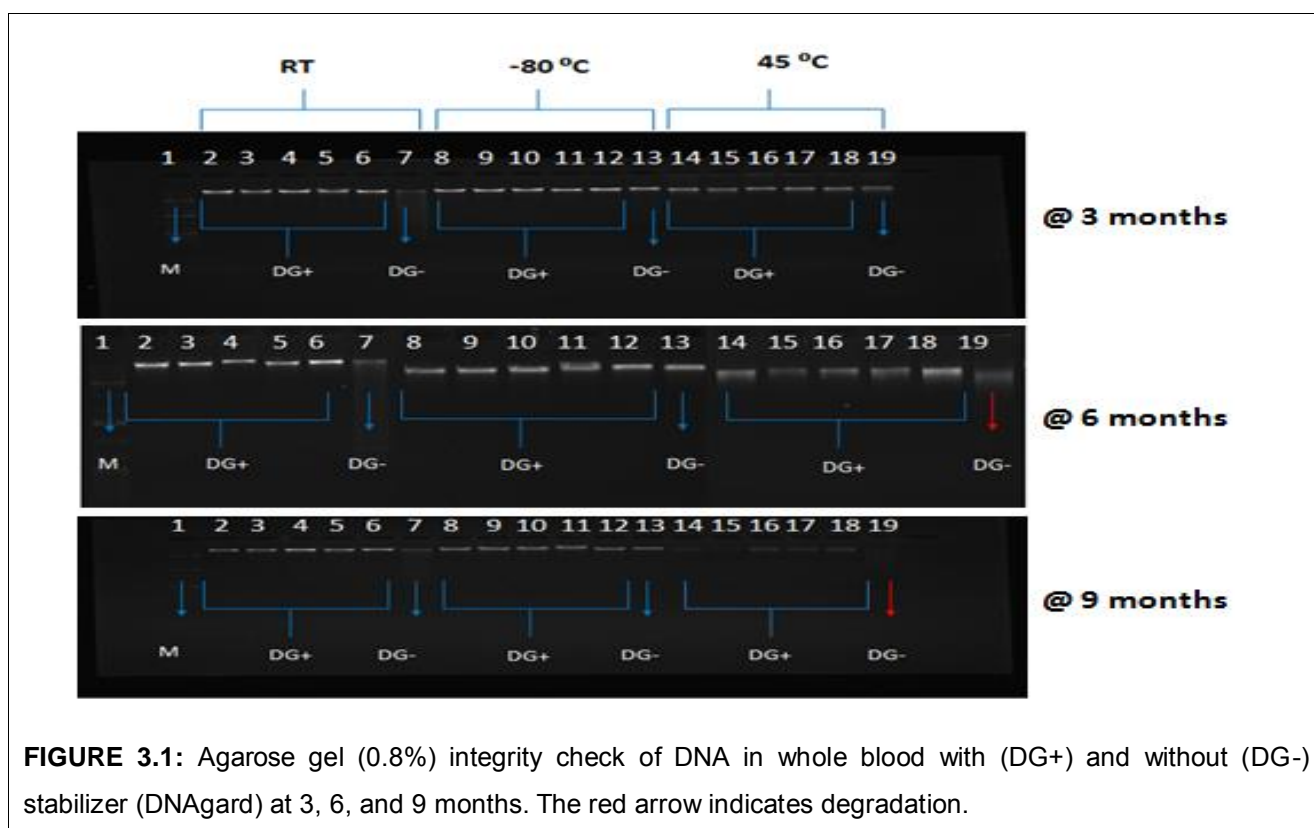 RT -80 ⁰C 45 ⁰C
1 2 3 4 5 6 7 8 9 10 11 12 13 14 15 16 17 18 19
@ 3 months
M DG+ DG- DG+ DG- DG+ DG-
1 2 3 4 5 6 7 8 9 10 11 12 13 14 15 16 17 18 19
@ 6 months
M DG+ DG- DG+ DG- DG+ DG-
1 2 3 4 5 6 7 8 9 10 11 12 13 14 15 16 17 18 19
@ 9 months
M DG+ DG- DG+ DG- DG+ DG-
FIGURE 3.1: Agarose gel (0.8%) integrity check of DNA in whole blood with (DG+) and without (DG-)
stabilizer (DNAgard) at 3, 6, and 9 months. The red arrow indicates degradation.